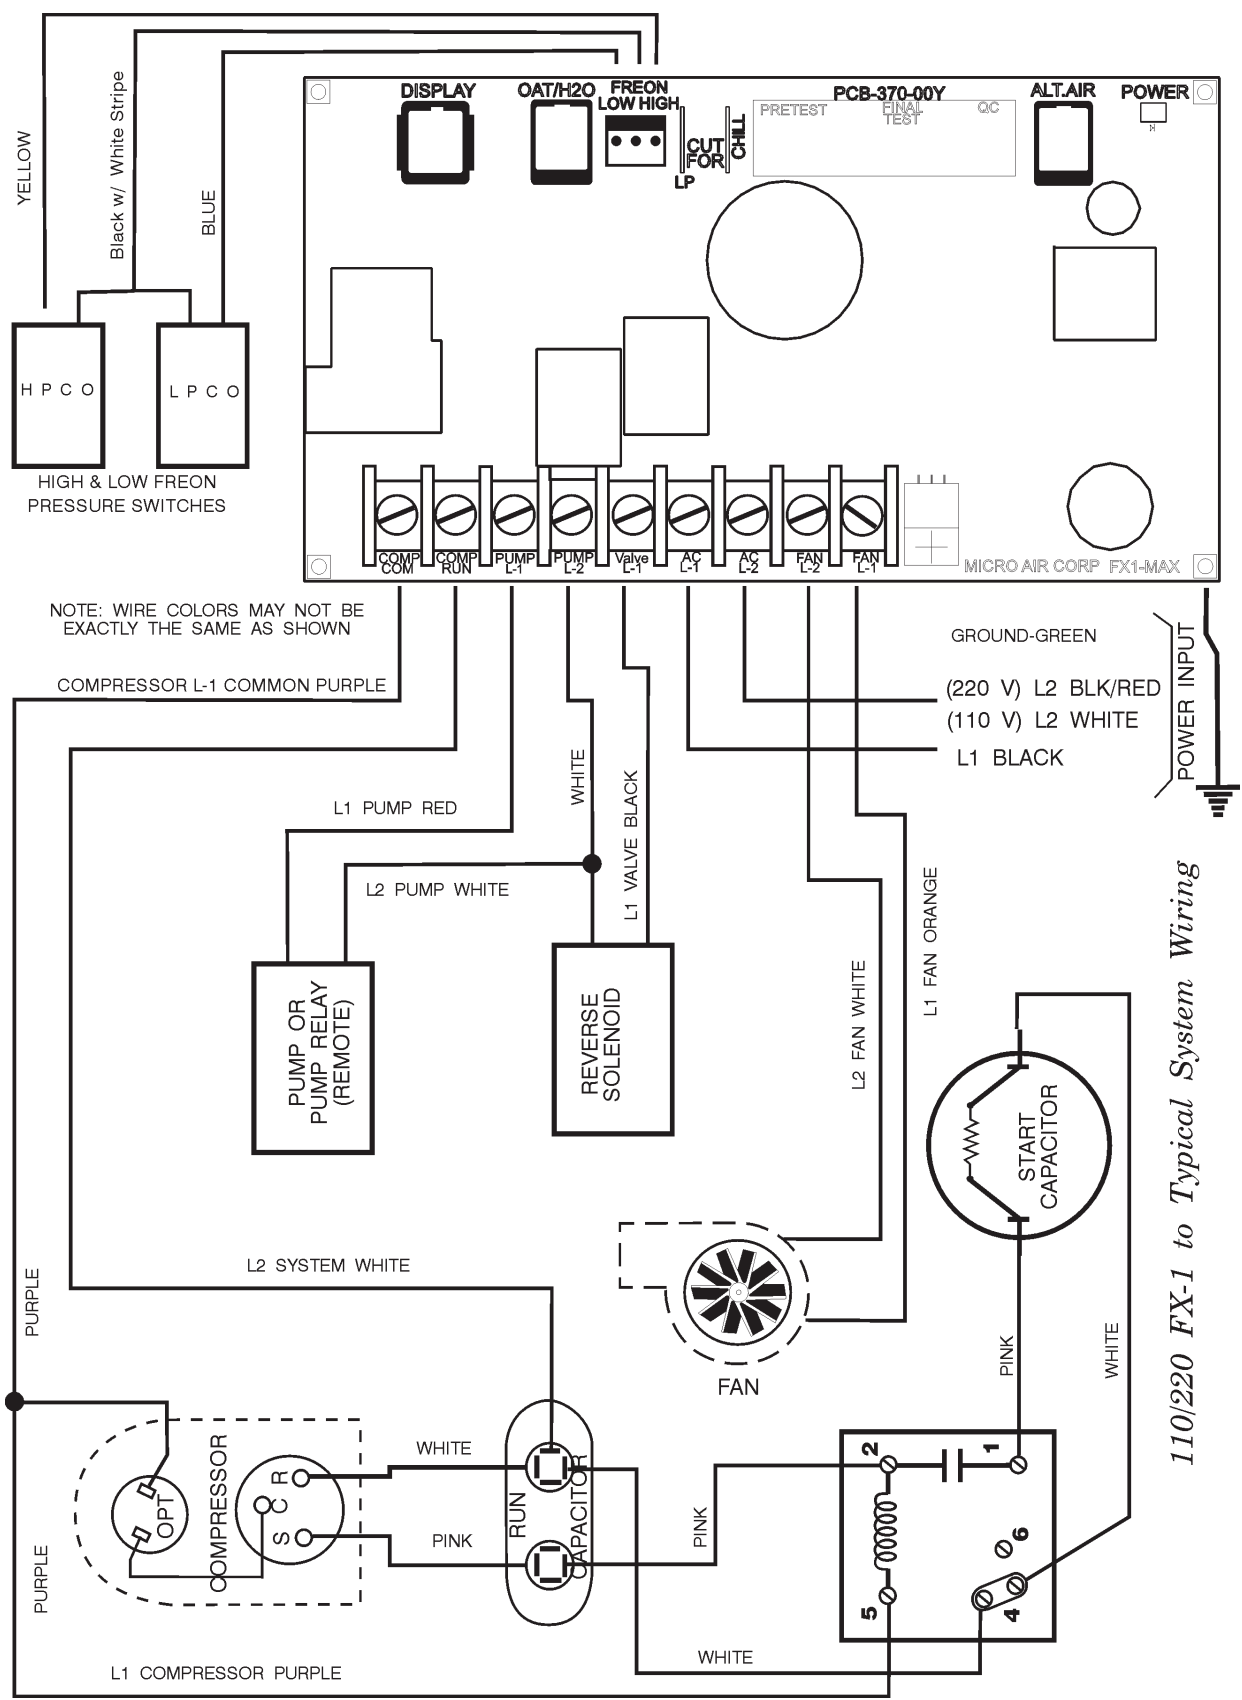 DISPLAY
OAT/H2O
FREON
LOW HIGH
LP
CUT
FOR
CHILL
PCB-370-00Y
PRETEST
FINAL
TEST
QC
ALT.AIR
POWER
YELLOW
Black w/ White Stripe
BLUE
H P C O
L P C O
HIGH & LOW FREON
PRESSURE SWITCHES
COMP
COM
COMP
RUN
PUMP
L-1
PUMP
L-2
Valve
L-1
AC
L-1
AC
L-2
FAN
L-2
FAN
L-1
MICRO AIR CORP FX1-MAX
NOTE: WIRE COLORS MAY NOT BE
EXACTLY THE SAME AS SHOWN
COMPRESSOR L-1 COMMON PURPLE
GROUND-GREEN
(220 V) L2 BLK/RED
(110 V) L2 WHITE
L1 BLACK
POWER INPUT
L1 PUMP RED
L2 PUMP WHITE
WHITE
L1 VALVE BLACK
L2 FAN WHITE
L1 FAN ORANGE
PUMP OR
PUMP RELAY
(REMOTE)
REVERSE
SOLENOID
START
CAPACITOR
110/220 FX-1 to Typical System Wiring
L2 SYSTEM WHITE
PURPLE
FAN
PINK
WHITE
COMPRESSOR
OPT
R
C
S
WHITE
PINK
RUN
CAPACITOR
PINK
2
1
6
5
4
PURPLE
WHITE
L1 COMPRESSOR PURPLE